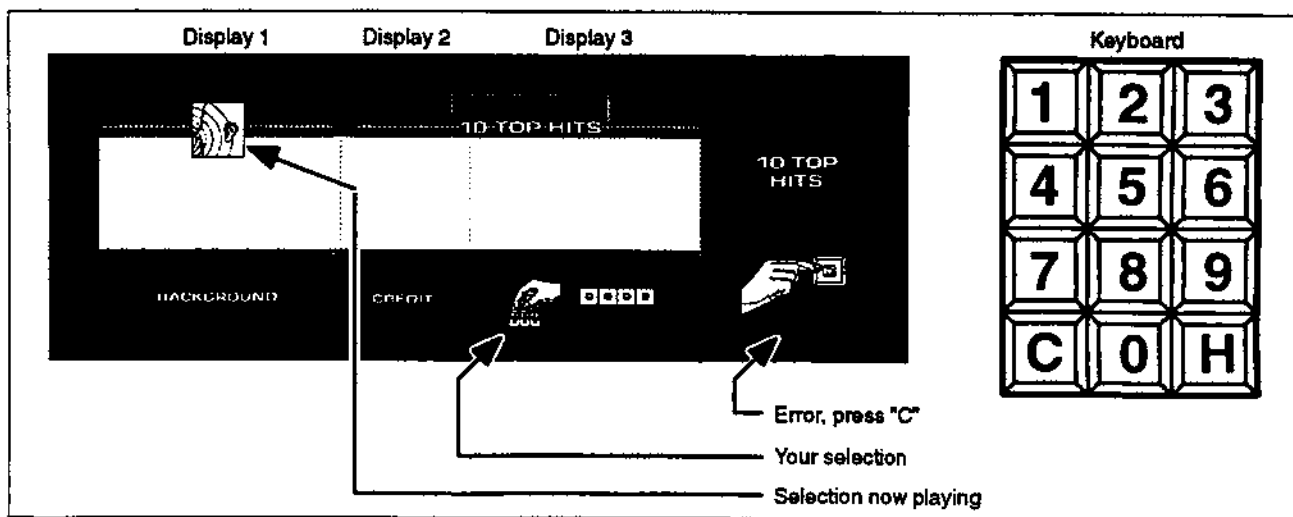 Display 1 Display 2 Display 3
Keyboard
10 TOP HITS
10 TOP
HITS
BACKGROUND
CREDIT
1 2 3
4 5 6
7 8 9
C 0 H
Error, press "C"
Your selection
Selection now playing